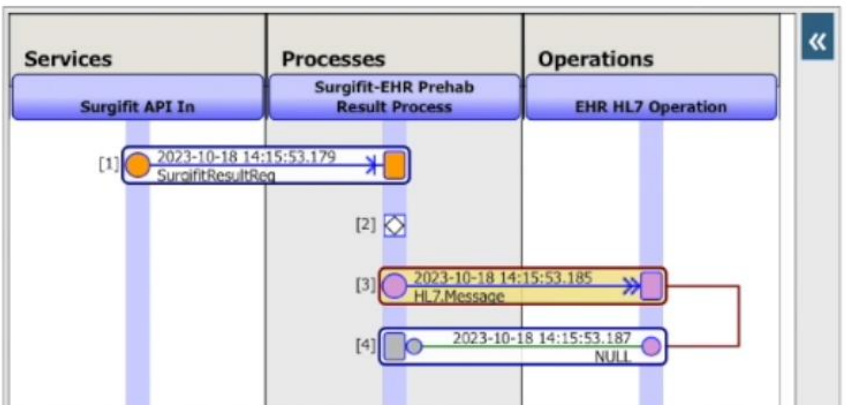 Services
Processes
Operations
Surgifit API In
Surgifit-EHR Prehab
Result Process
EHR HL7 Operation
[1]
2023-10-18 14:15:53.179
SurgifitResultReq
[2]
[3]
2023-10-18 14:15:53.185
HL7.Message
[4]
2023-10-18 14:15:53.187
NULL